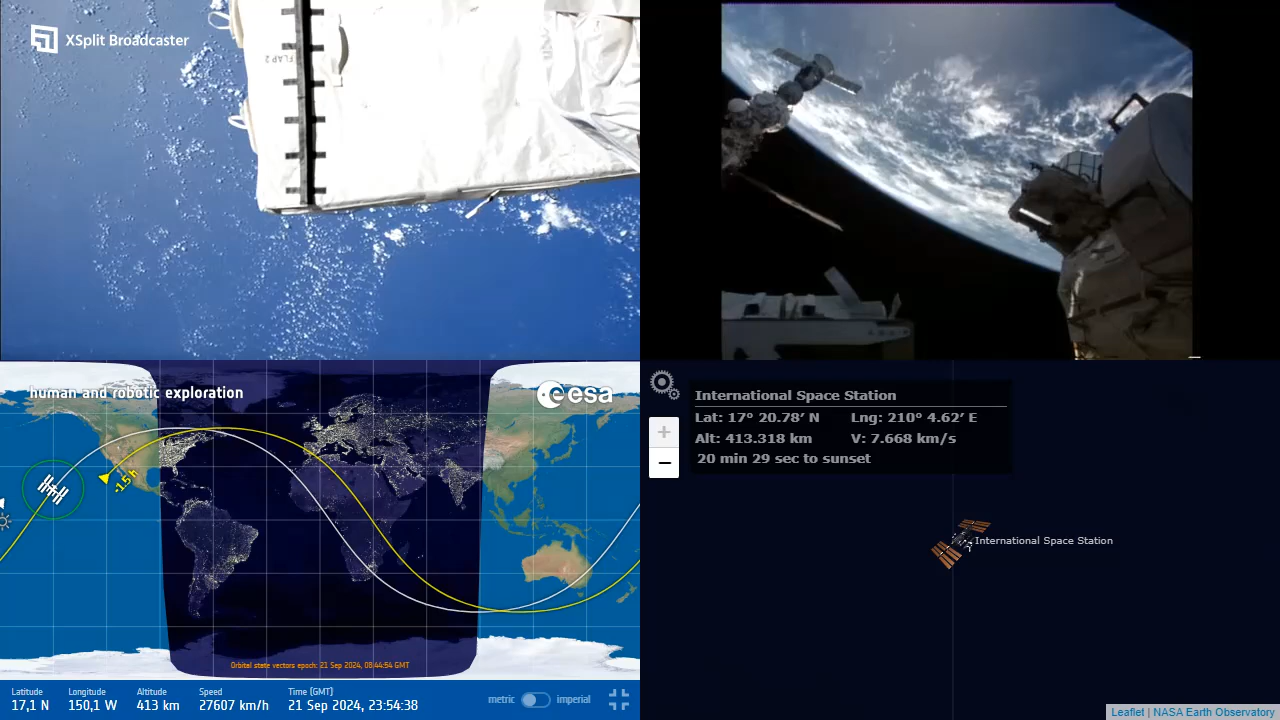 XSplit Broadcaster
FLAP 2
human and robotic exploration
esa
-1.5 h
Orbital state vectors epoch: 21 Sep 2024, 08:44:54 GMT
Latitude
17,1 N
Longitude
150,1 W
Altitude
413 km
Speed
27607 km/h
Time (GMT)
21 Sep 2024, 23:54:38
metric
imperial
International Space Station
Lat: 17° 20.78′ N Lng: 210° 4.62′ E
Alt: 413.318 km V: 7.668 km/s
20 min 29 sec to sunset
+
−
International Space Station
Leaflet | NASA Earth Observatory